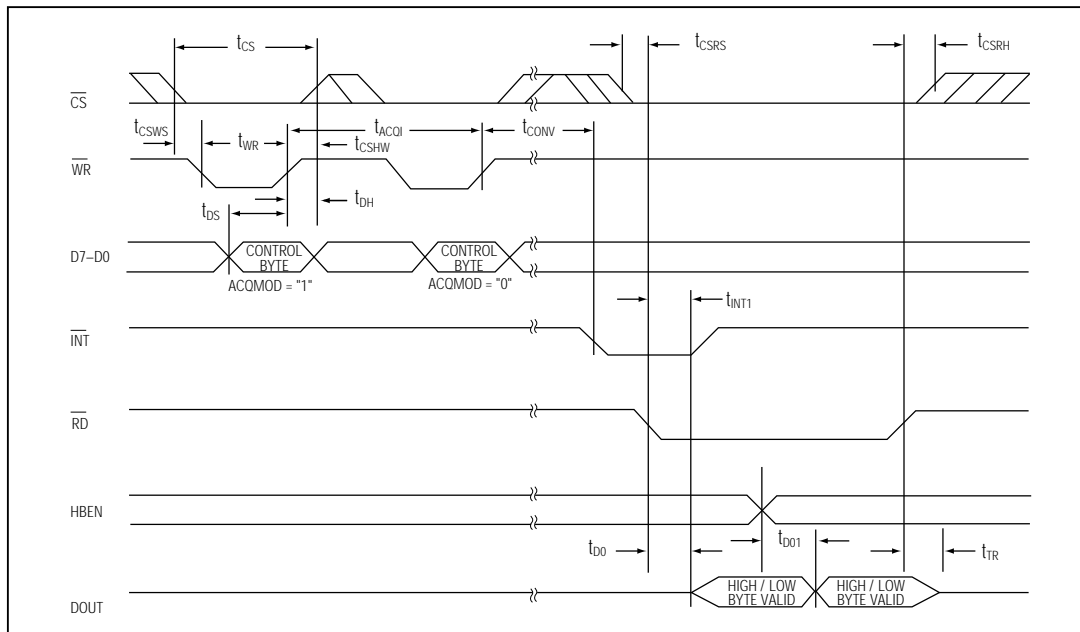 tCS
tCSRS
tCSRH
CS
tCSWS
tWR
tACQI
tCSHW
tCONV
WR
tDS
tDH
D7–D0
CONTROL
BYTE
CONTROL
BYTE
ACQMOD = "1"
ACQMOD = "0"
tINT1
INT
RD
HBEN
tD0
tD01
tTR
DOUT
HIGH / LOW
BYTE VALID
HIGH / LOW
BYTE VALID